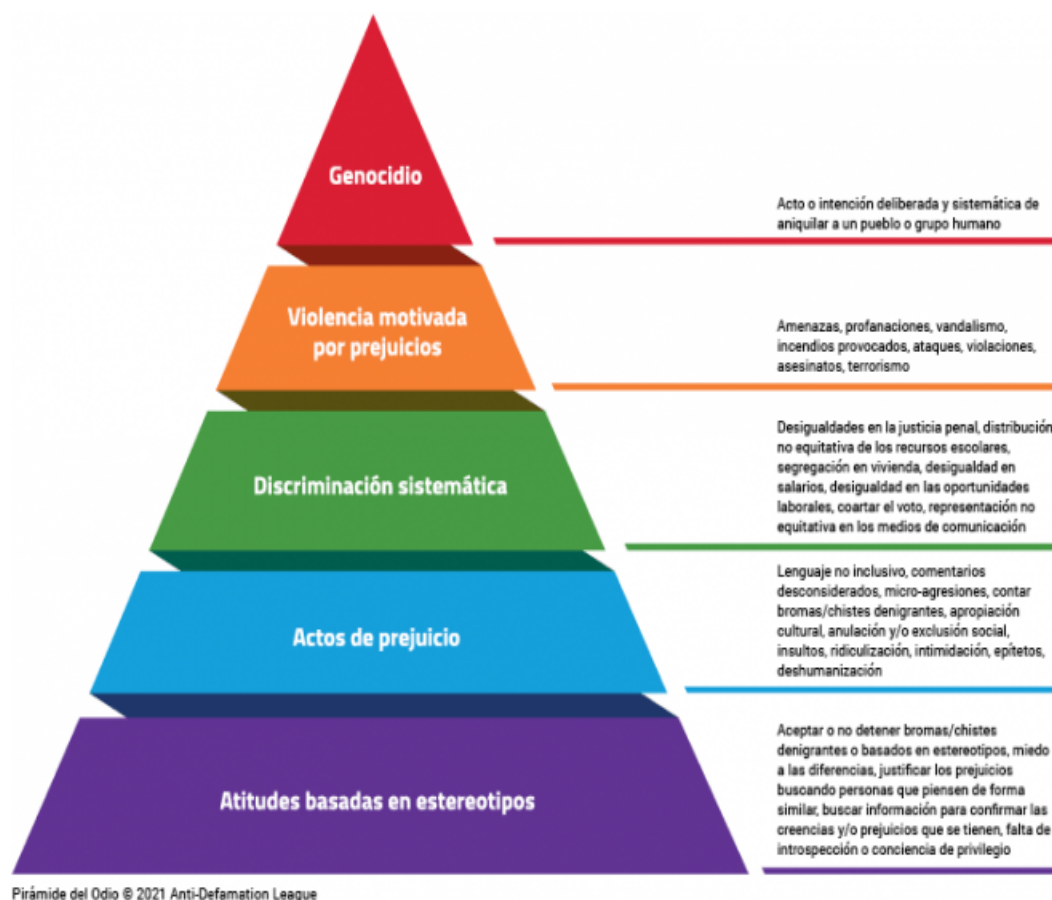 Genocidio
Acto o intención deliberada y sistemática de
aniquilar a un pueblo o grupo humano
Violencia motivada
por prejuicios
Amenazas, profanaciones, vandalismo,
incendios provocados, ataques, violaciones,
asesinatos, terrorismo
Discriminación sistemática
Desigualdades en la justicia penal, distribución
no equitativa de los recursos escolares,
segregación en vivienda, desigualdad en
salarios, desigualdad en las oportunidades
laborales, coartar el voto, representación no
equitativa en los medios de comunicación
Actos de prejuicio
Lenguaje no inclusivo, comentarios
desconsiderados, micro-agresiones, contar
bromas/chistes denigrantes, apropiación
cultural, anulación y/o exclusión social,
insultos, ridiculización, intimidación, epítetos,
deshumanización
Atitudes basadas en estereotipos
Aceptar o no detener bromas/chistes
denigrantes o basados en estereotipos, miedo
a las diferencias, justificar los prejuicios
buscando personas que piensen de forma
similar, buscar información para confirmar las
creencias y/o prejuicios que se tienen, falta de
introspección o conciencia de privilegio
Pirámide del Odio © 2021 Anti-Defamation League